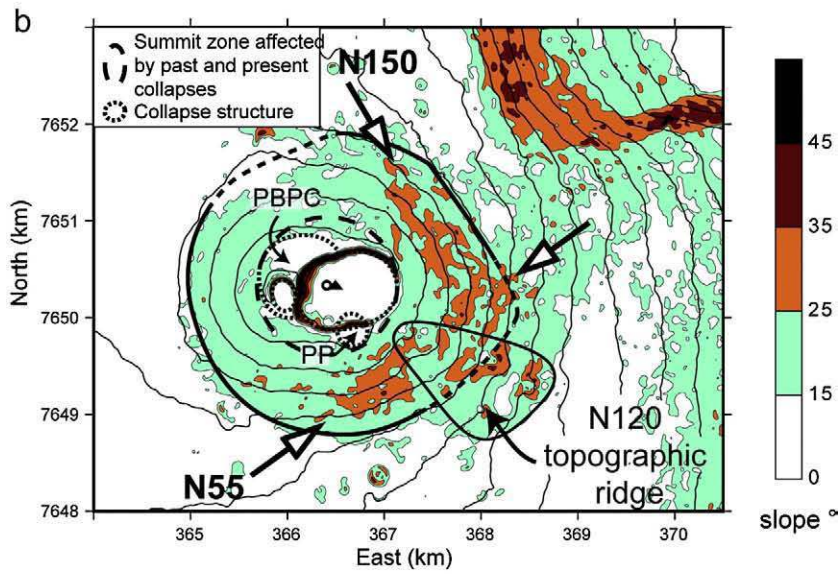 b
Summit zone affected
by past and present
collapses
Collapse structure
N150
PBPC
PP
N55
N120
topographic
ridge
7652
7651
7650
7649
7648
North (km)
365
366
367
368
369
370
East (km)
45
35
25
15
0
slope °